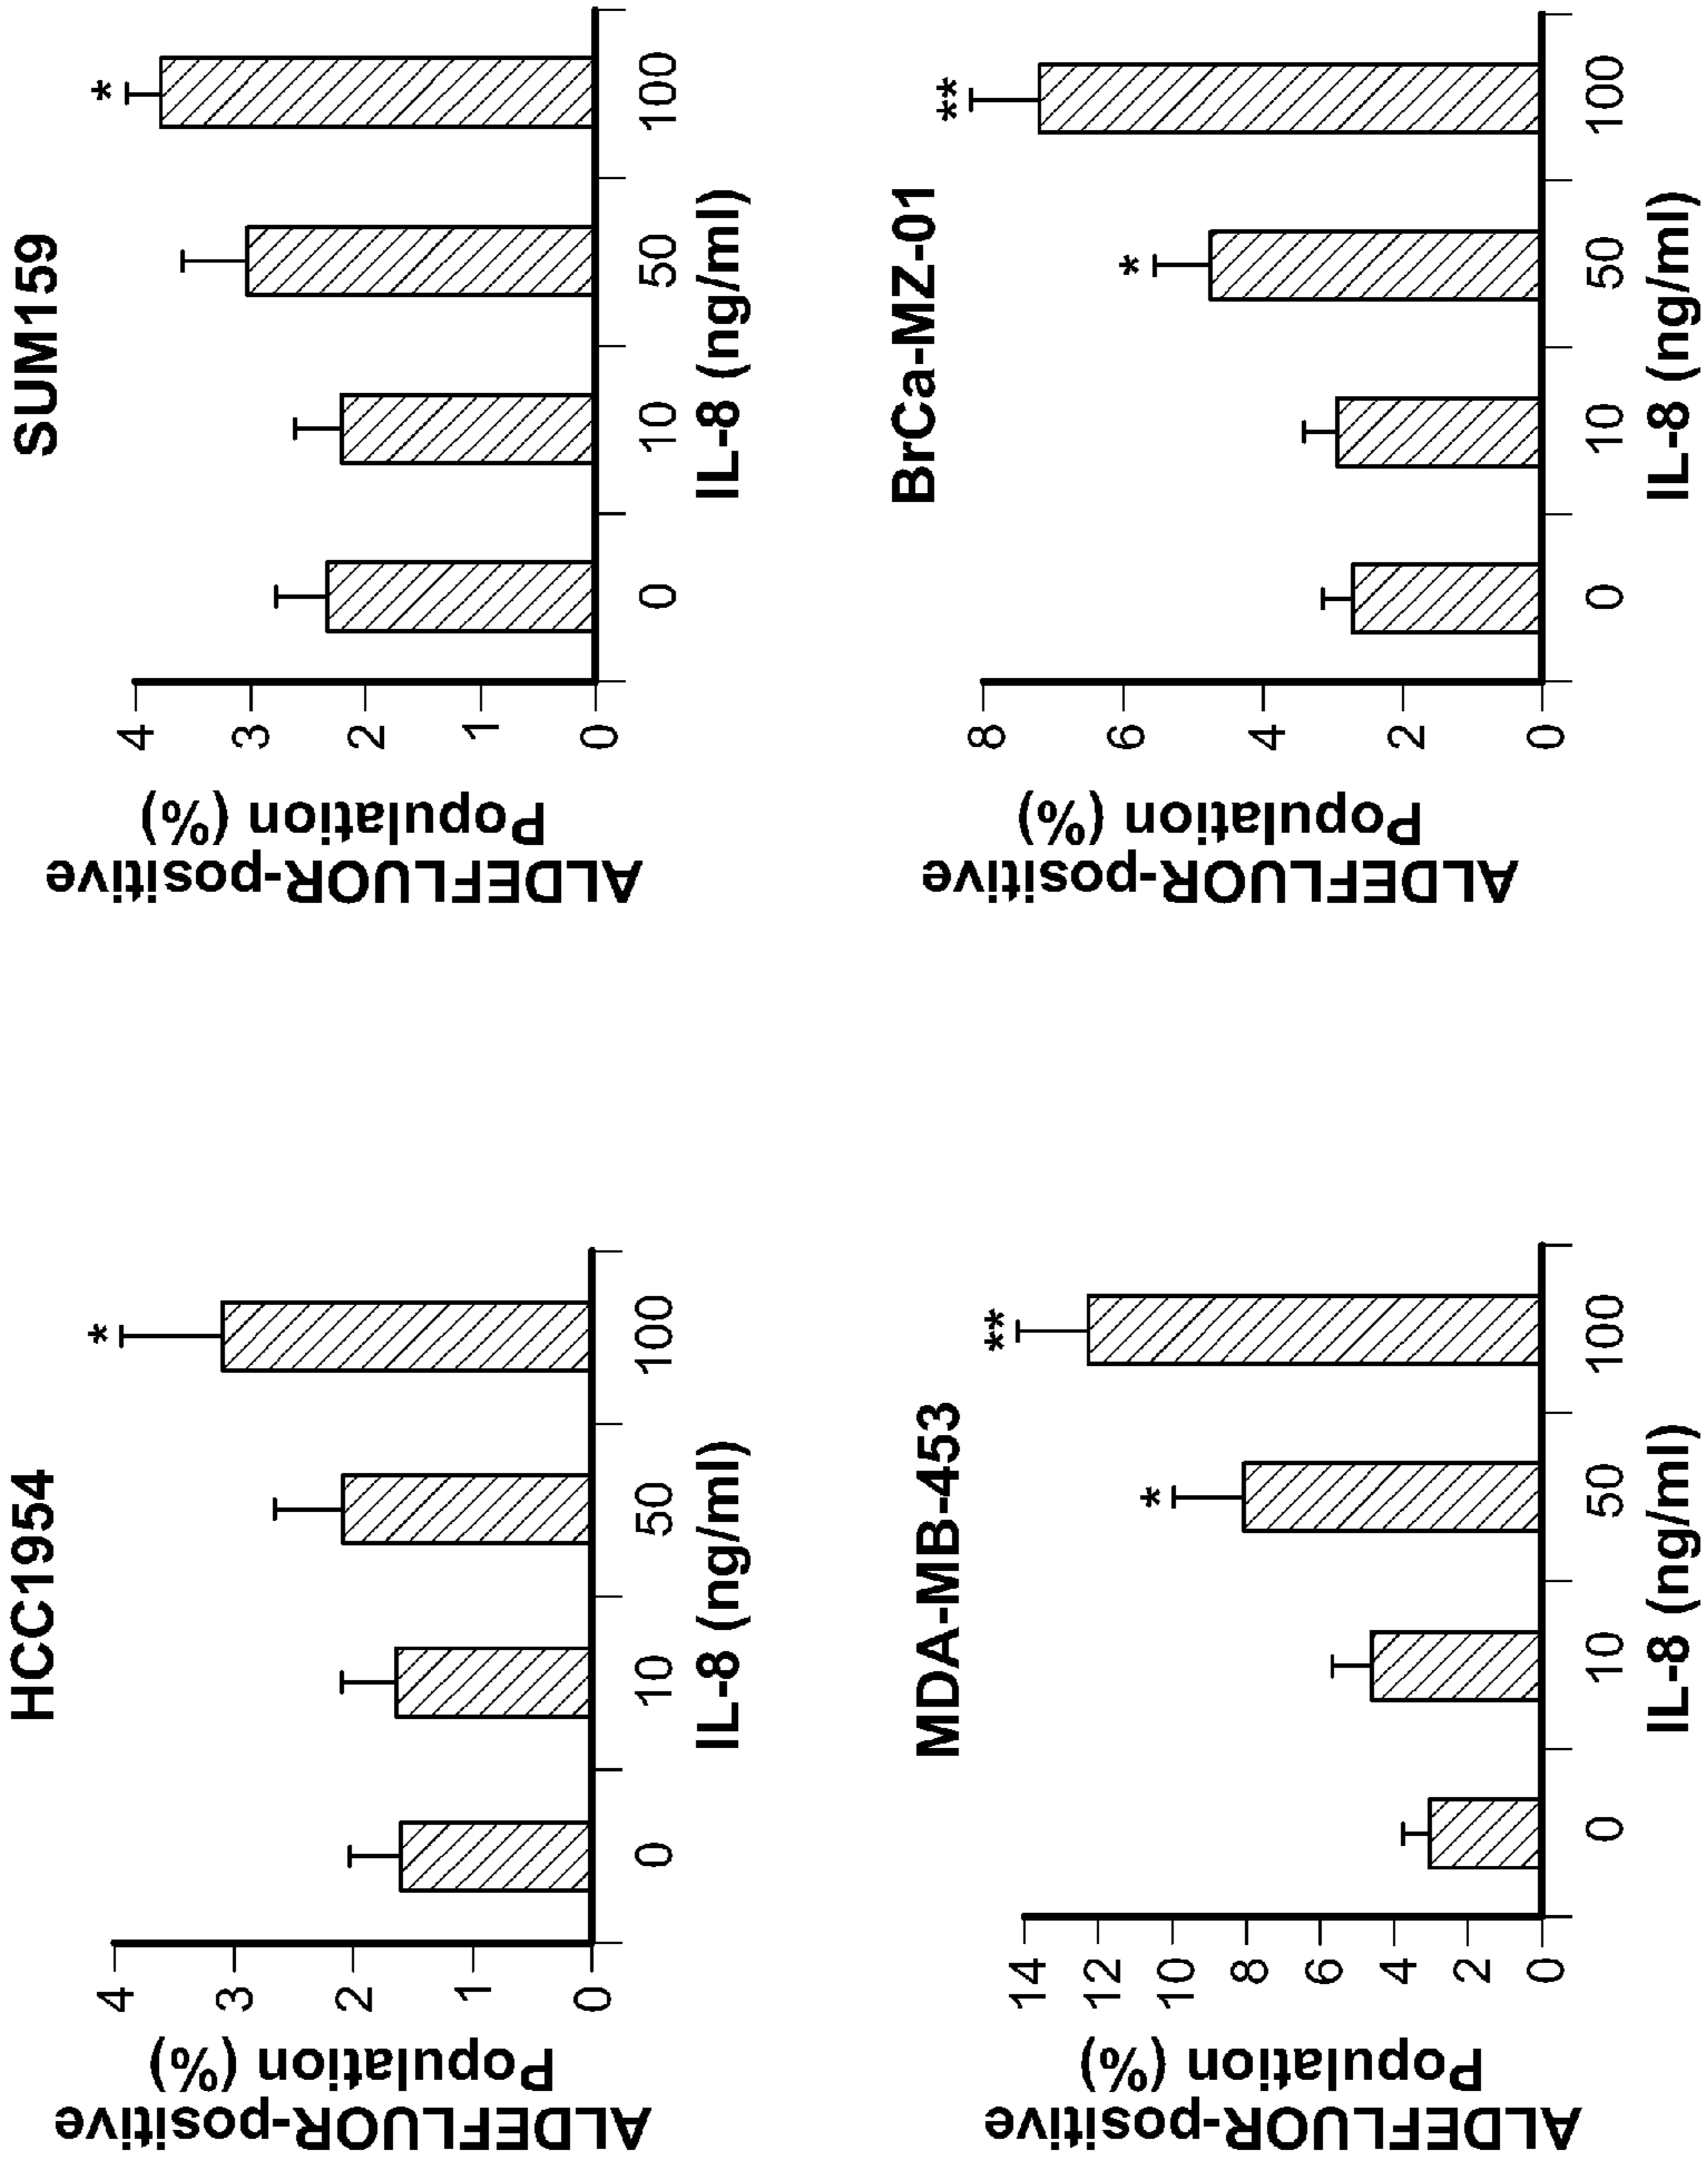 HCC1954
ALDEFLUOR-positive
Population (%)
4
3
2
1
0
*
0
10
50
100
IL-8 (ng/ml)
SUM159
ALDEFLUOR-positive
Population (%)
4
3
2
1
0
*
0
10
50
100
IL-8 (ng/ml)
MDA-MB-453
ALDEFLUOR-positive
Population (%)
14
12
10
8
6
4
2
0
*
**
0
10
50
100
IL-8 (ng/ml)
BrCa-MZ-01
ALDEFLUOR-positive
Population (%)
8
6
4
2
0
*
**
0
10
50
100
IL-8 (ng/ml)